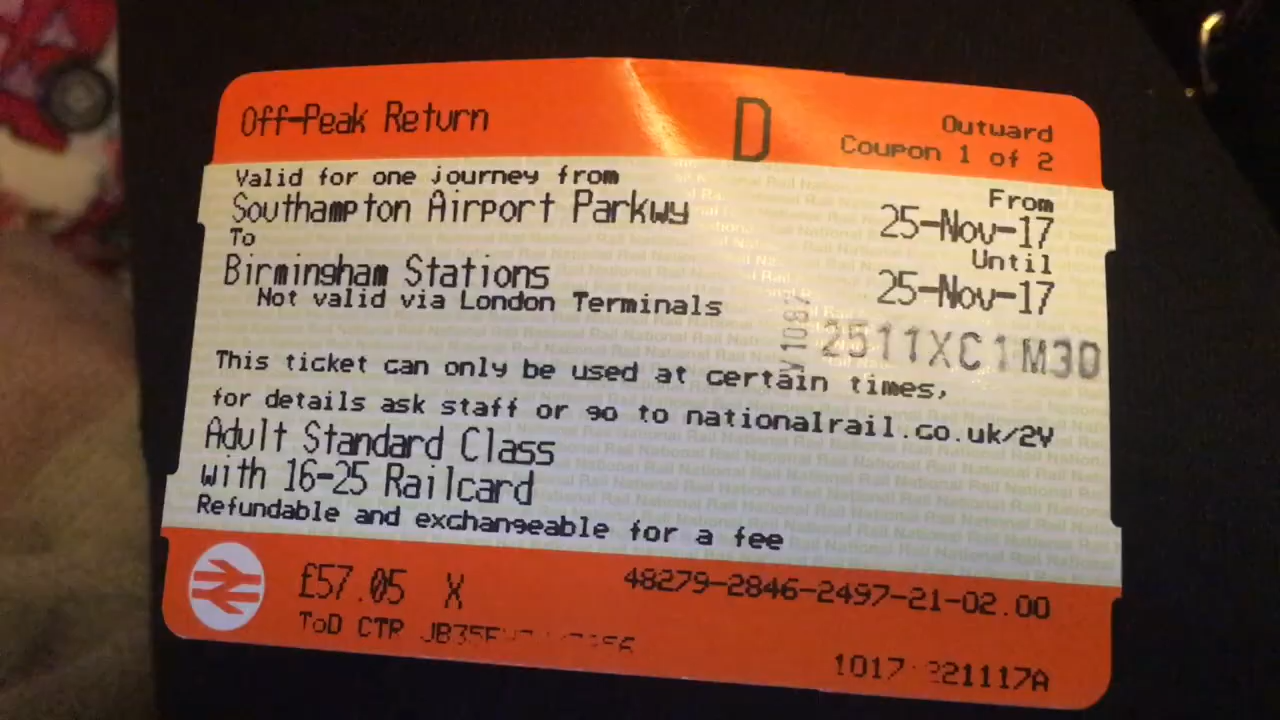 Off-Peak Return
D
Outward
Coupon 1 of 2
Valid for one journey from
Southampton Airport Parkwy
From
25-Nov-17
To
Birmingham Stations
Until
25-Nov-17
Not valid via London Terminals
2511XC1M30
This ticket can only be used at certain times,
for details ask staff or go to nationalrail.co.uk/2V
Adult Standard Class
with 16-25 Railcard
Refundable and exchangeable for a fee
£57.05 X
48279-2846-2497-21-02.00
ToD CTR
1017